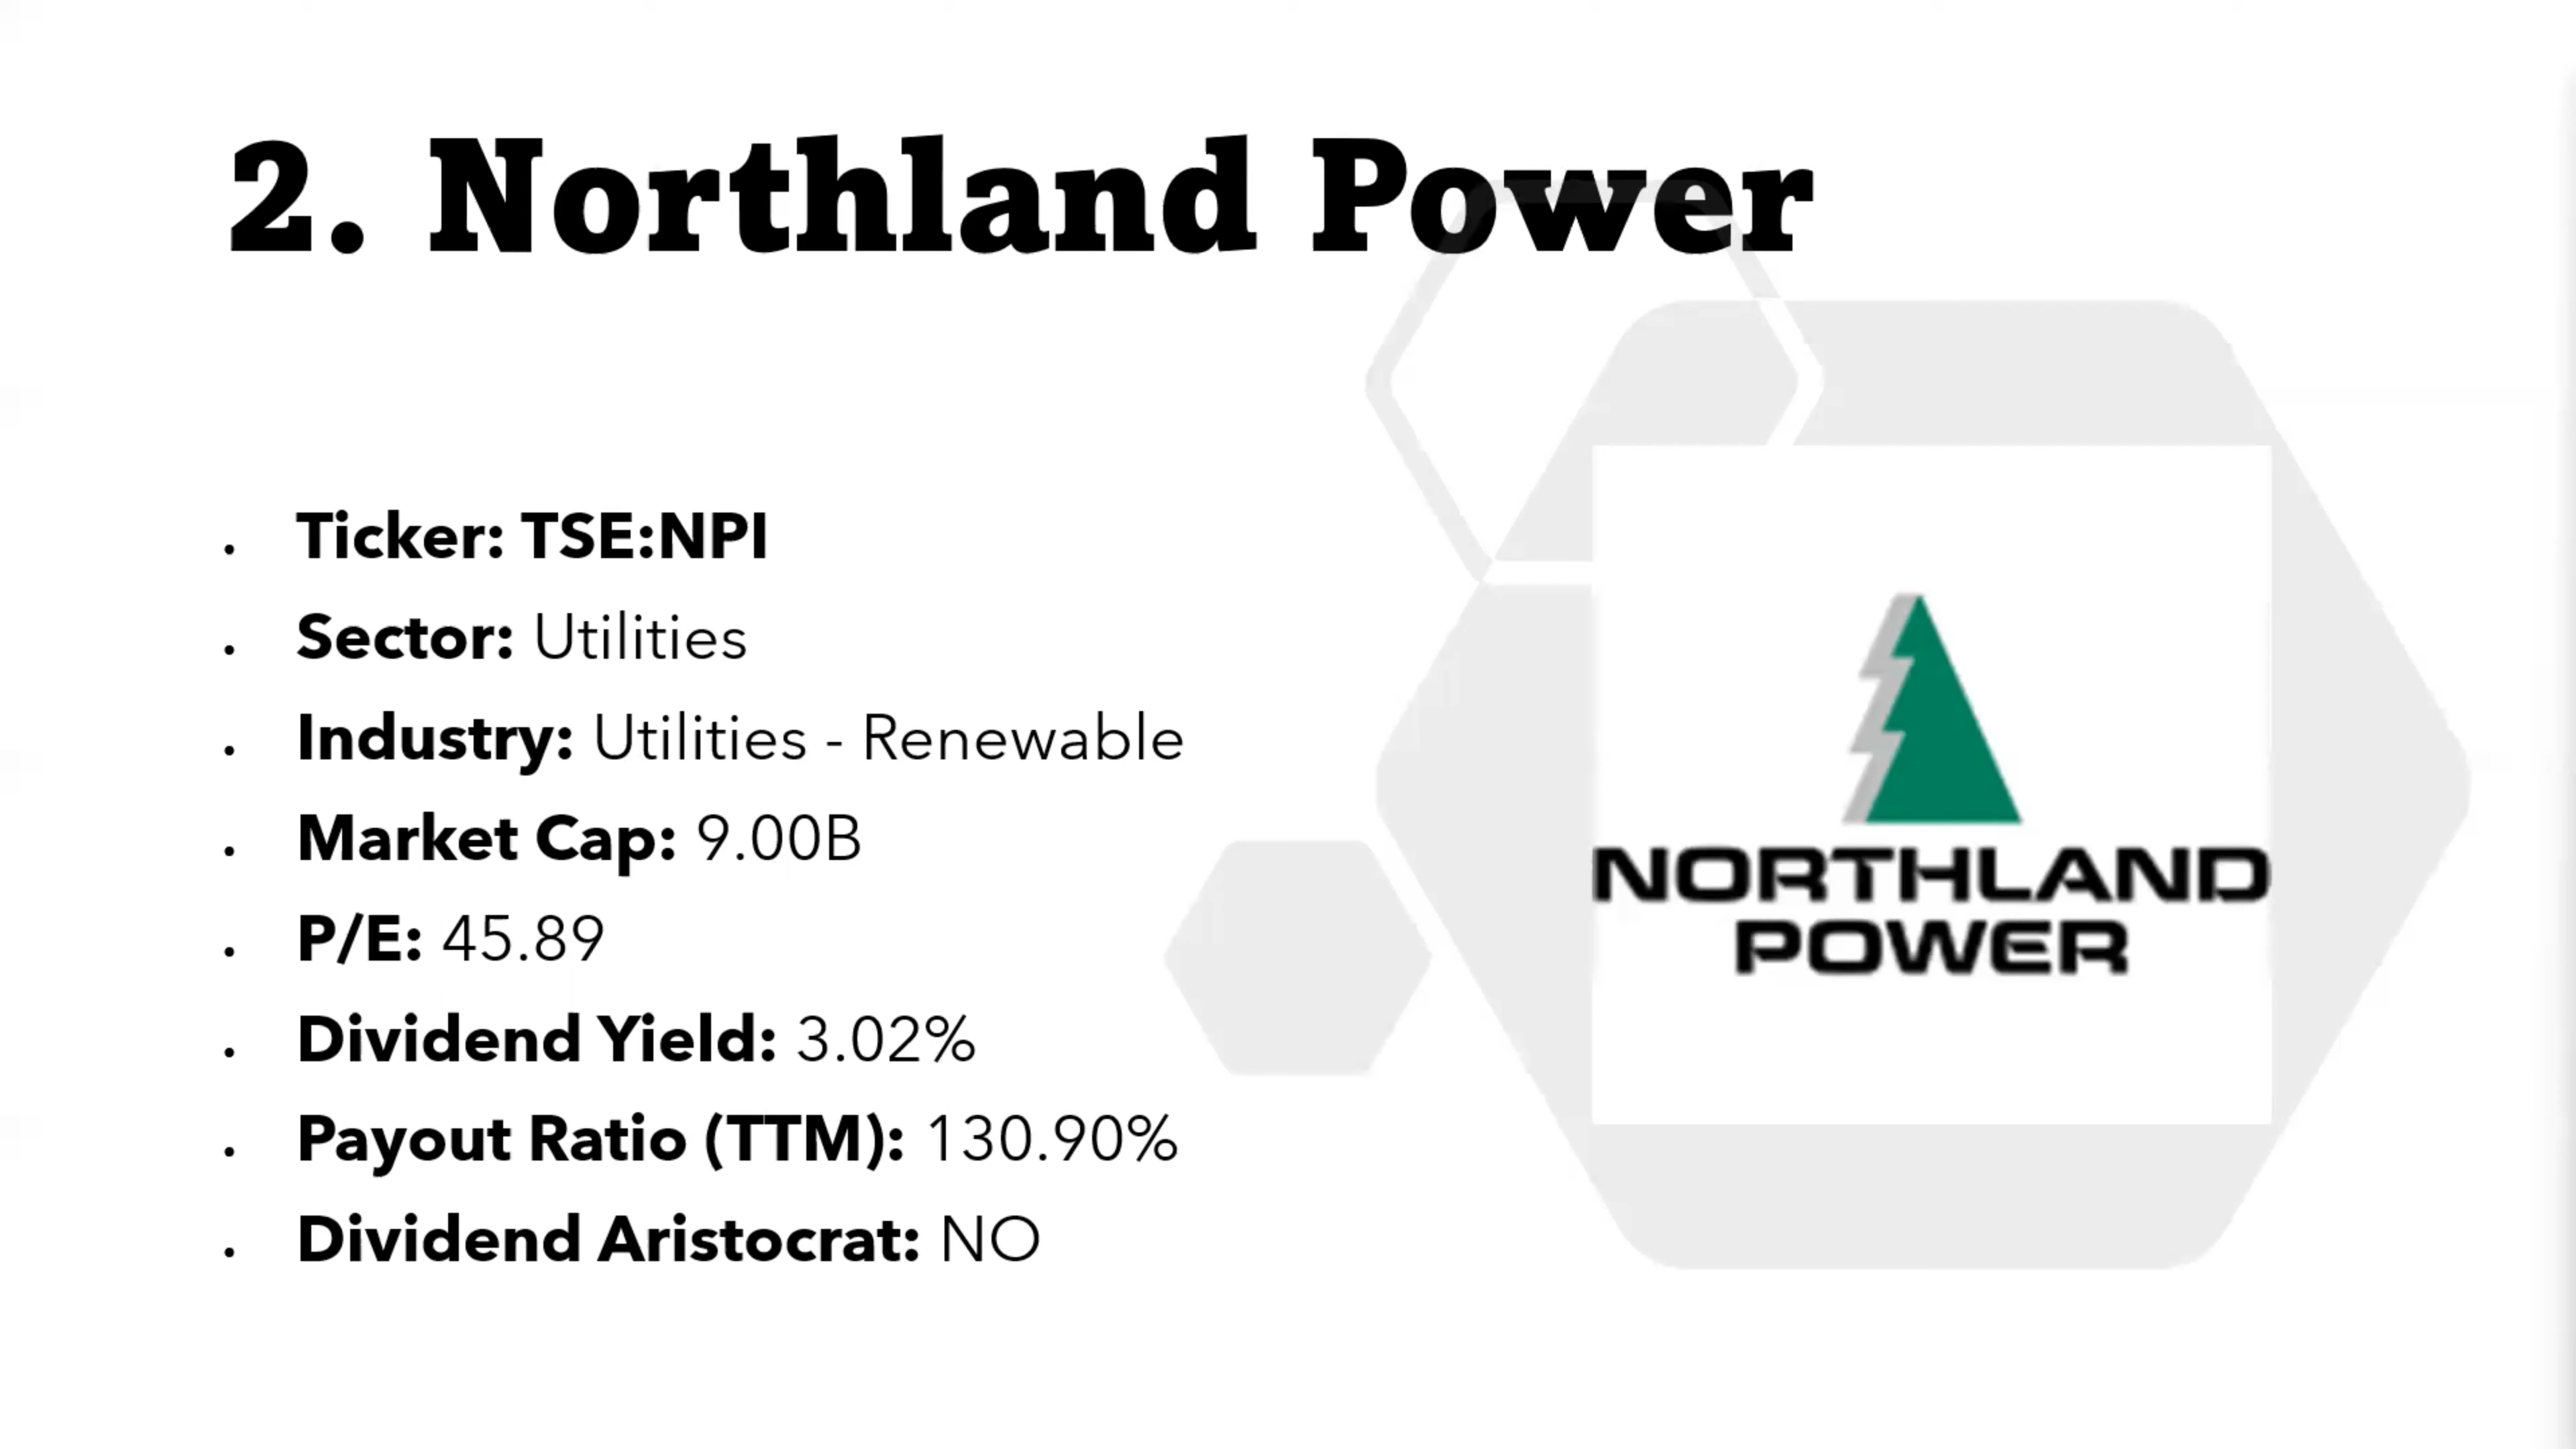 2. Northland Power
• Ticker: TSE:NPI
• Sector: Utilities
• Industry: Utilities - Renewable
• Market Cap: 9.00B
• P/E: 45.89
• Dividend Yield: 3.02%
• Payout Ratio (TTM): 130.90%
• Dividend Aristocrat: NO
NORTHLAND
POWER